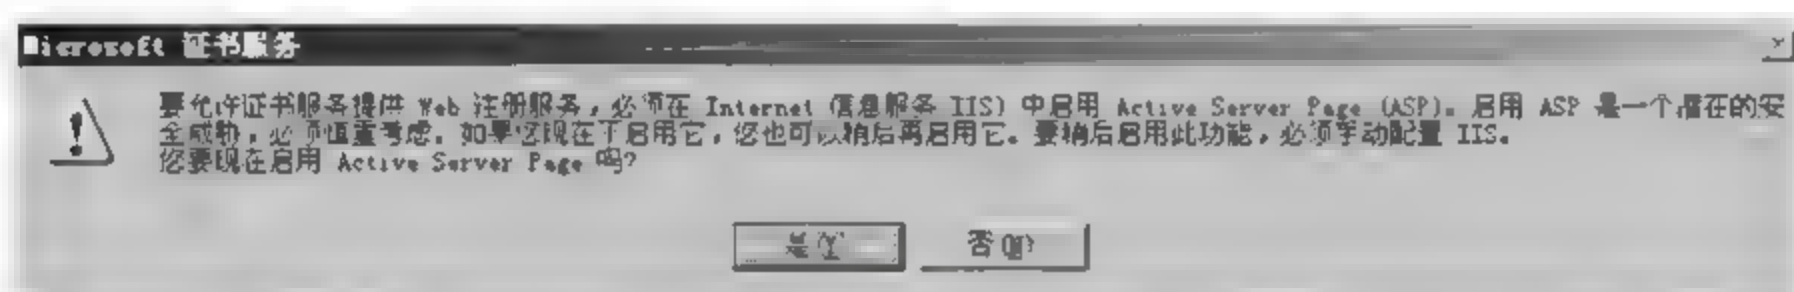 Microsoft 证书服务
要允许证书服务提供 Web 注册服务，必须在 Internet 信息服务 IIS) 中启用 Active Server Page (ASP)。启用 ASP 是一个潜在的安
全威胁，必须慎重考虑。如果您现在不启用它，您也可以稍后再启用它。要稍后启用此功能，必须手动配置 IIS。
您要现在启用 Active Server Page 吗?
是(Y) 否(N)